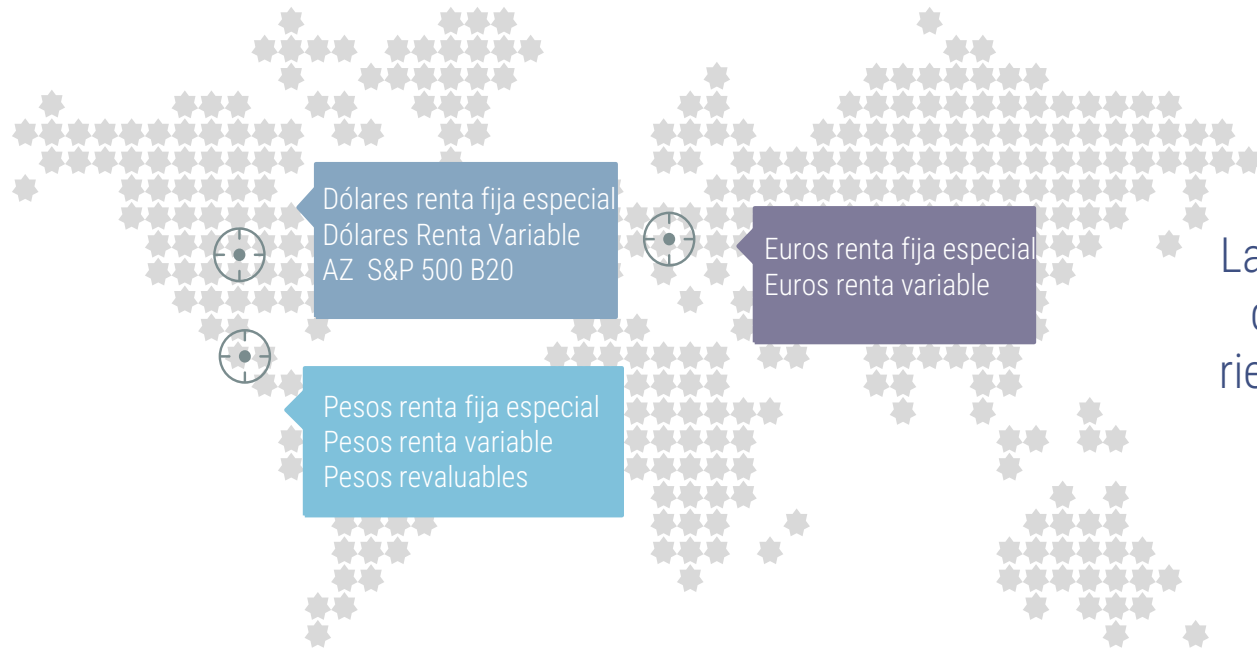 Dólares renta fija especial
Dólares Renta Variable
AZ S&P 500 B20
Euros renta fija especial
Euros renta variable
Pesos renta fija especial
Pesos renta variable
Pesos revaluables
La